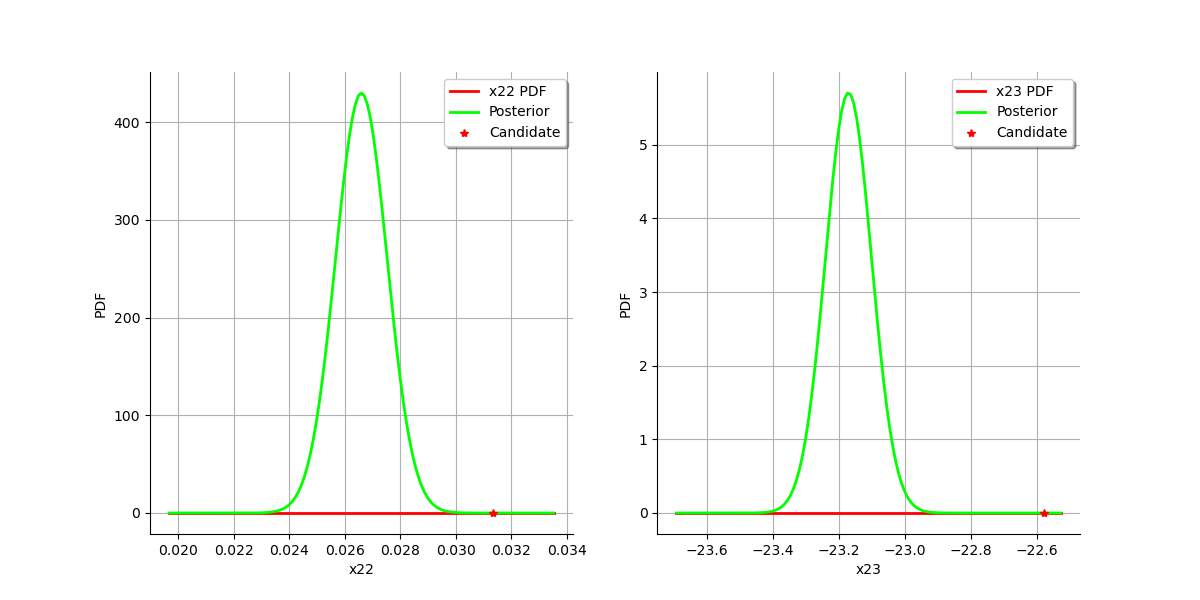 x22 PDF
Posterior
Candidate
400
300
200
100
0
PDF
0.020 0.022 0.024 0.026 0.028 0.030 0.032 0.034
x22
x23 PDF
Posterior
Candidate
5
4
3
2
1
0
PDF
−23.6 −23.4 −23.2 −23.0 −22.8 −22.6
x23